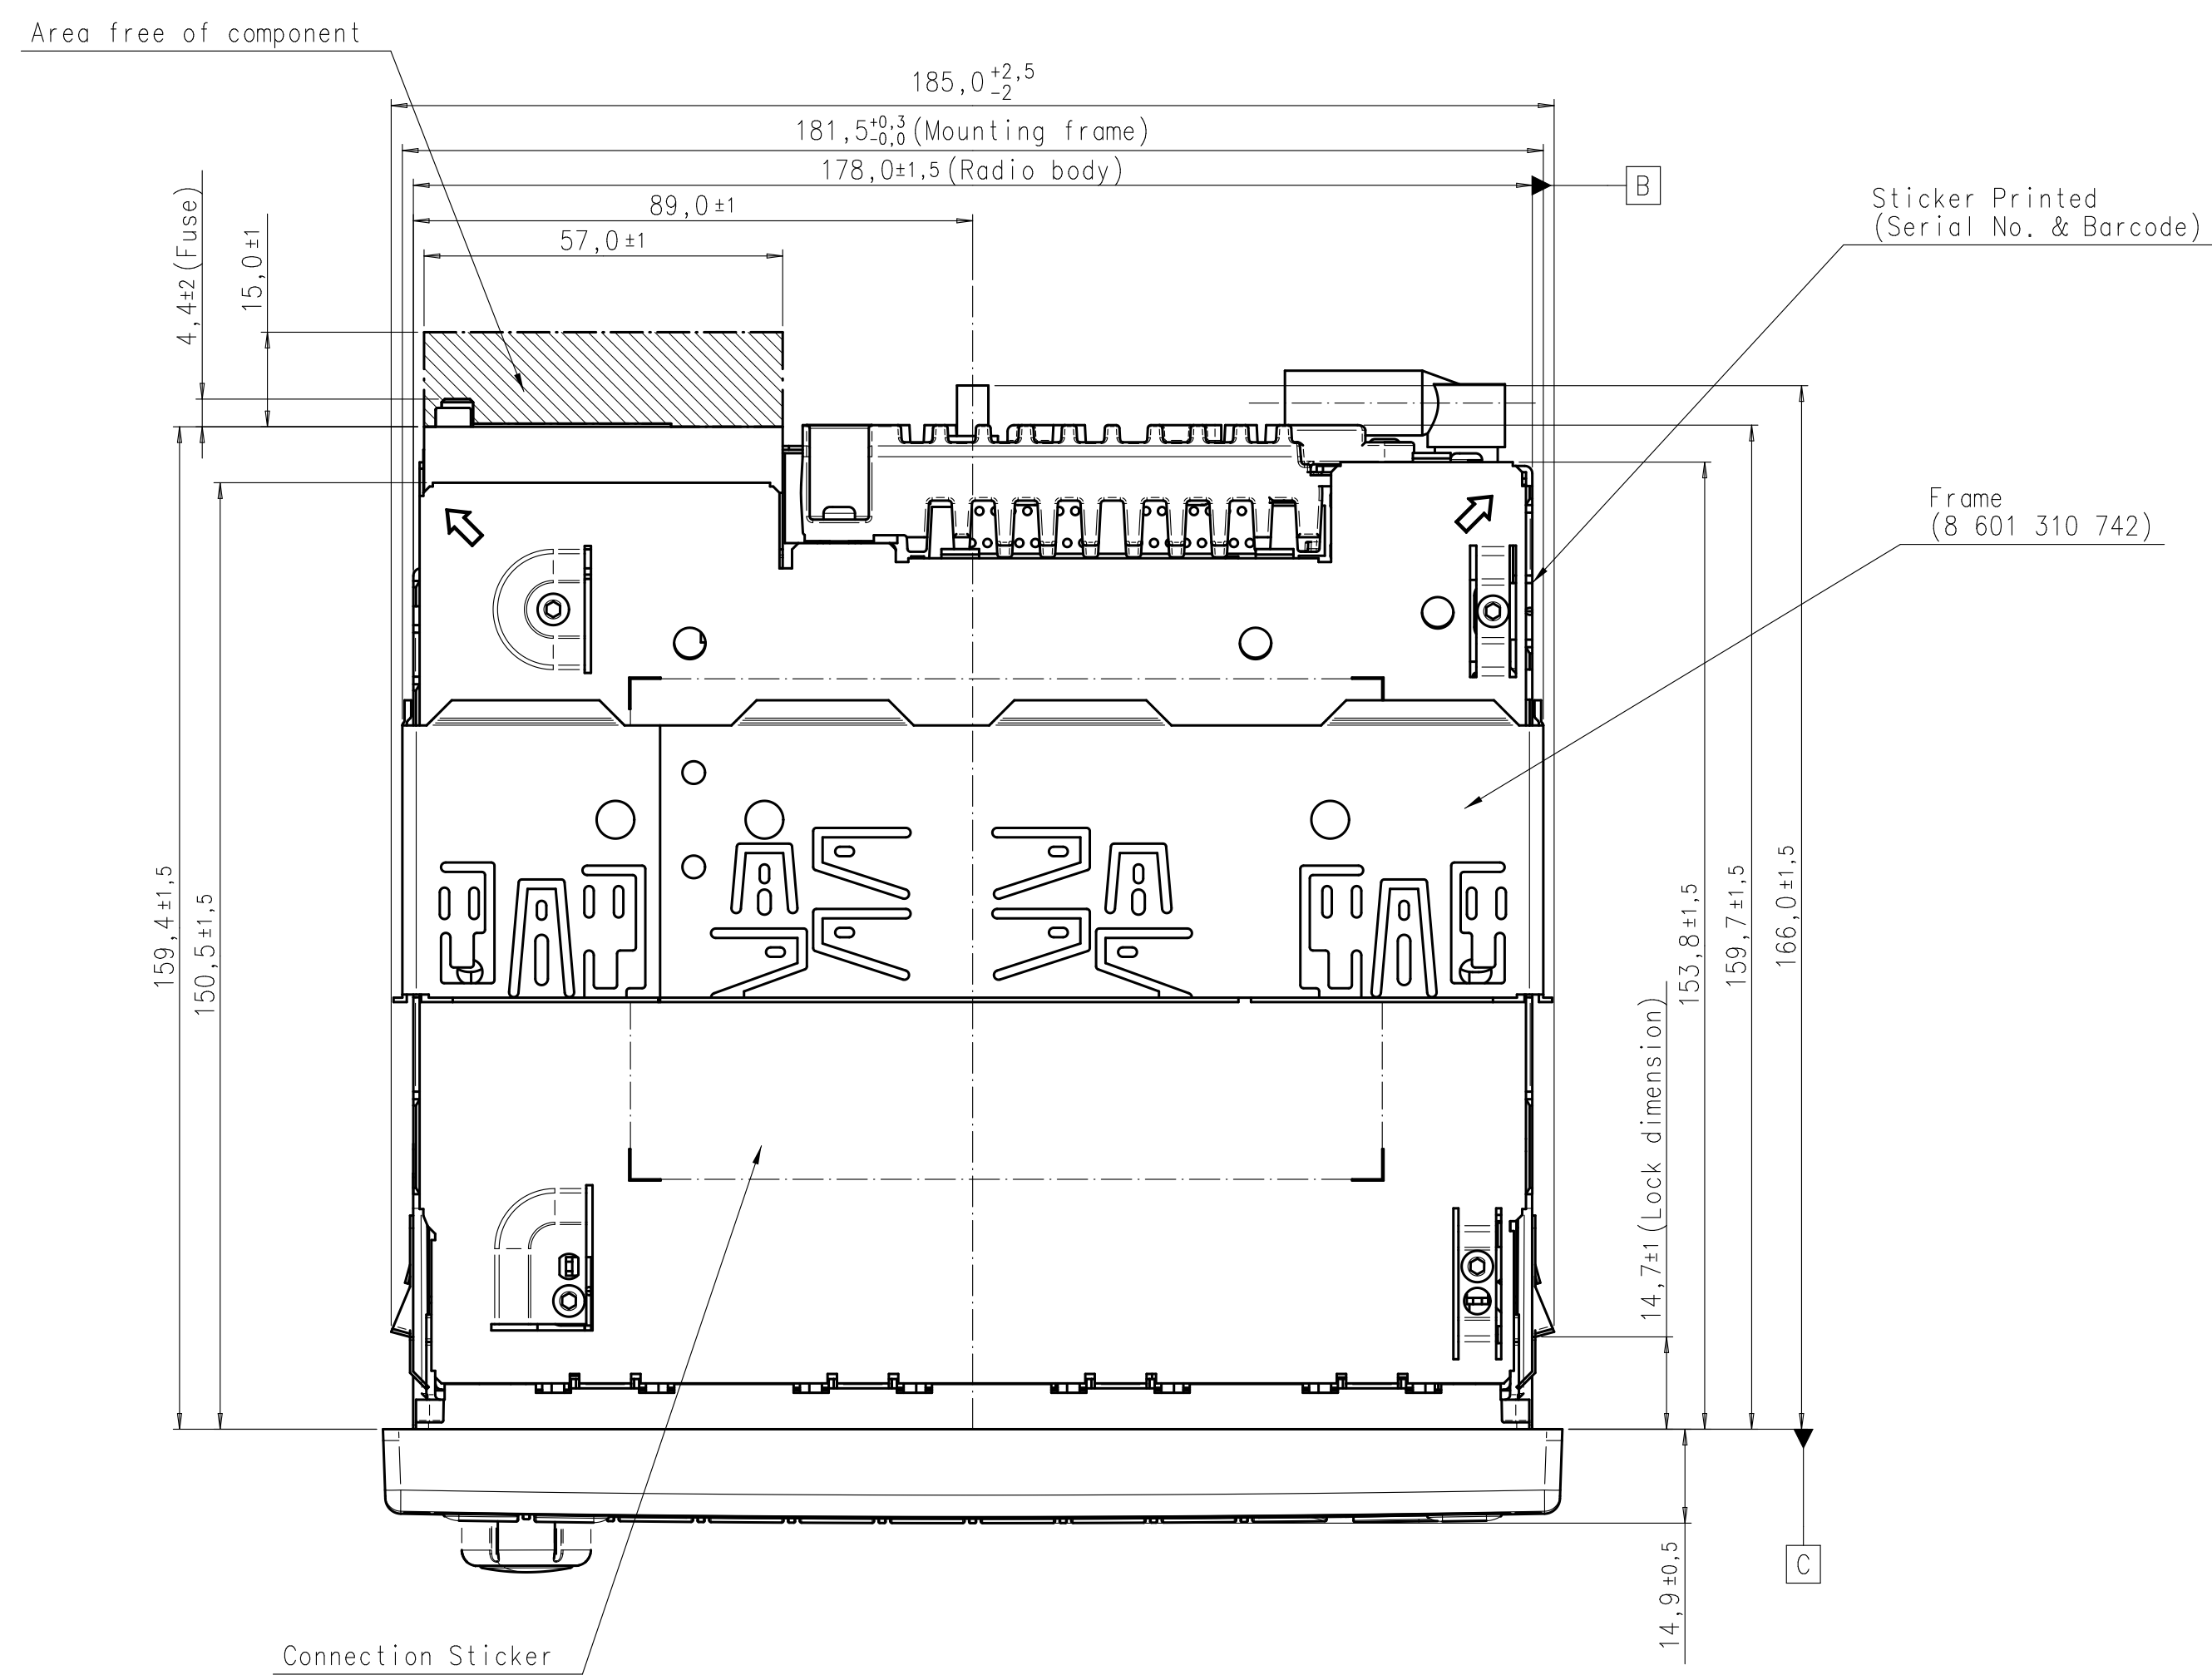 Area free of component
185,0 +2,5 -2
181,5 +0,3 -0,0 (Mounting frame)
178,0±1,5 (Radio body)
B
89,0±1
57,0±1
4,4±2 (Fuse)
15,0±1
Sticker Printed
(Serial No. & Barcode)
Frame
(8 601 310 742)
159,4±1,5
150,5±1,5
14,7±1 (Lock dimension)
153,8±1,5
159,7±1,5
166,0±1,5
C
14,9±0,5
Connection Sticker